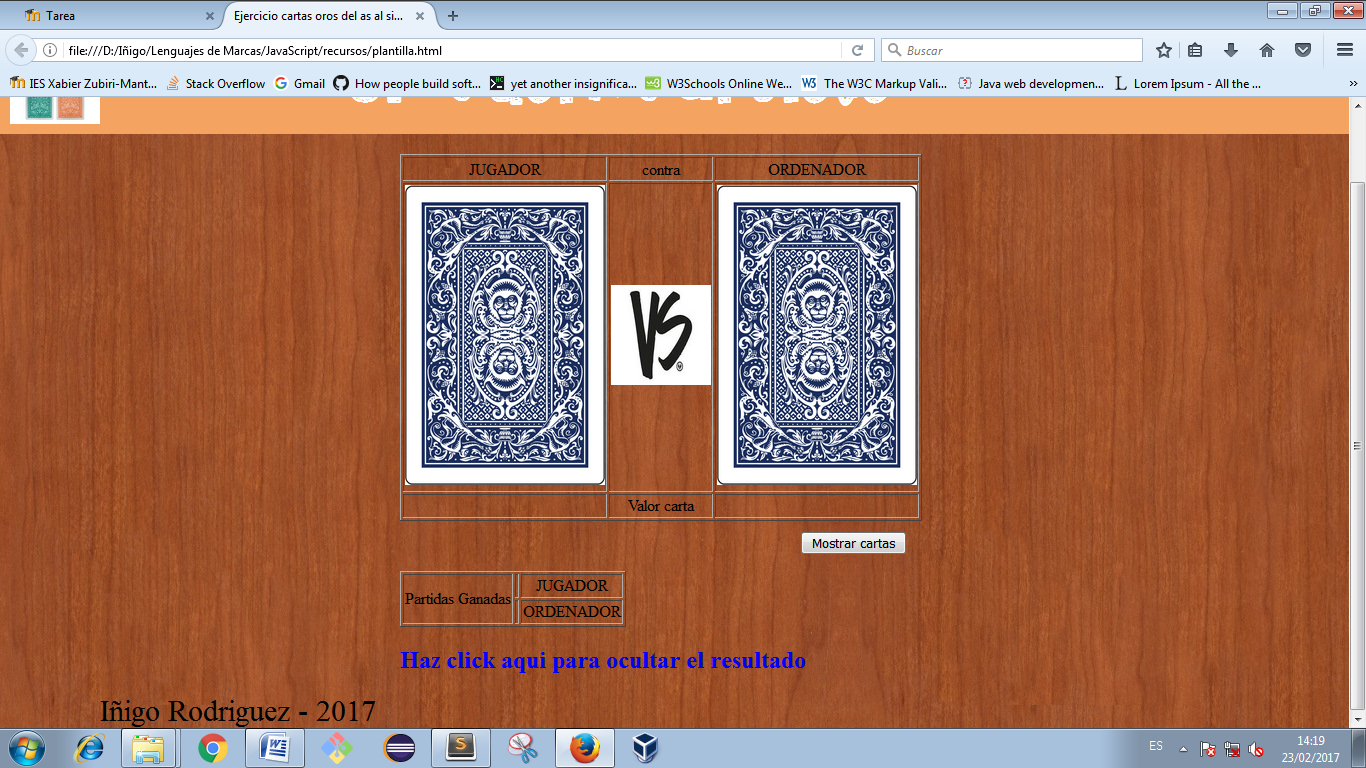 Tarea
Ejercicio cartas oros del as al si...
file:///D:/Iñigo/Lenguajes de Marcas/JavaScript/recursos/plantilla.html
Buscar
IES Xabier Zubiri-Mant...
Stack Overflow
Gmail
How people build soft...
yet another insignifica...
W3Schools Online We...
The W3C Markup Vali...
Java web developmen...
Lorem Ipsum - All the ...
JUGADOR
contra
ORDENADOR
VS
Valor carta
Mostrar cartas
Partidas Ganadas
JUGADOR
ORDENADOR
Haz click aqui para ocultar el resultado
Iñigo Rodriguez - 2017
ES
14:19
23/02/2017